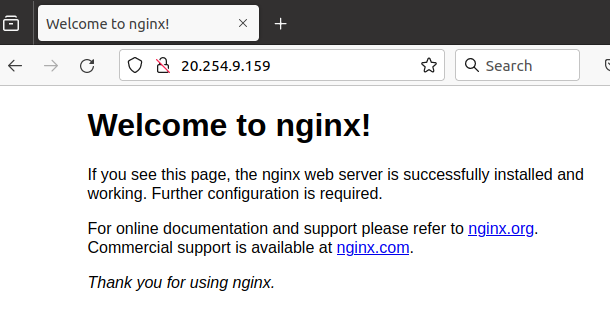 Welcome to nginx!
20.254.9.159
Search
Welcome to nginx!
If you see this page, the nginx web server is successfully installed and
working. Further configuration is required.
For online documentation and support please refer to nginx.org.
Commercial support is available at nginx.com.
Thank you for using nginx.